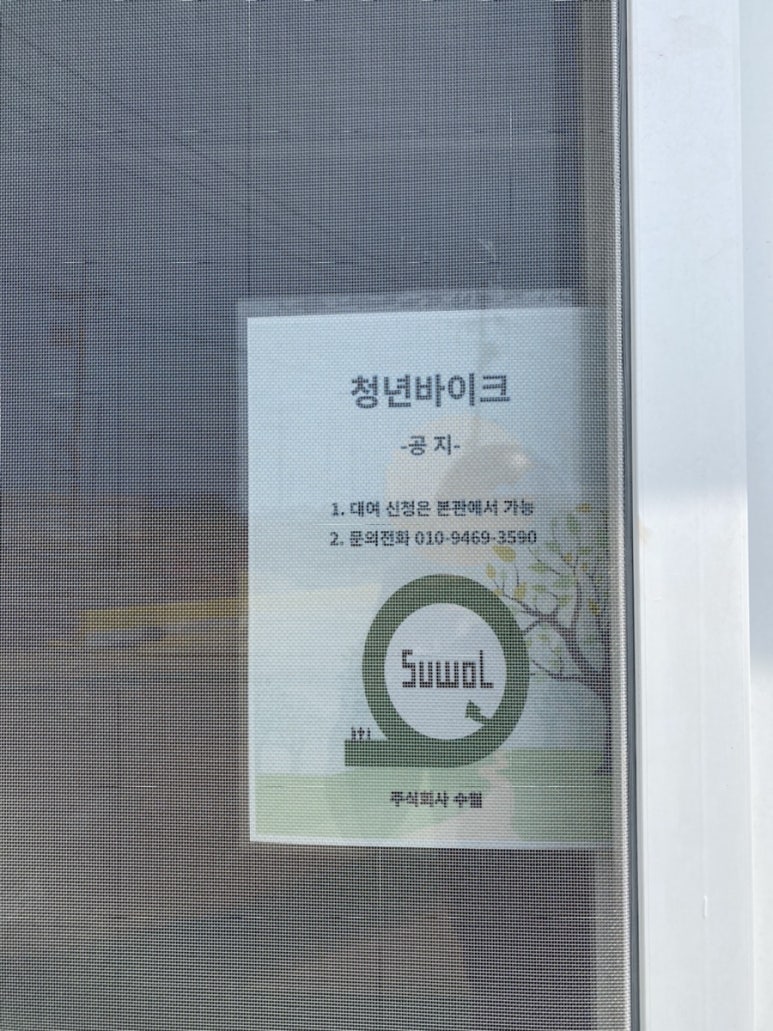 청년바이크
-공 지-
1. 대여 신청은 본관에서 가능
2. 문의전화 010-9469-3590
SuwoL
주식회사 수월